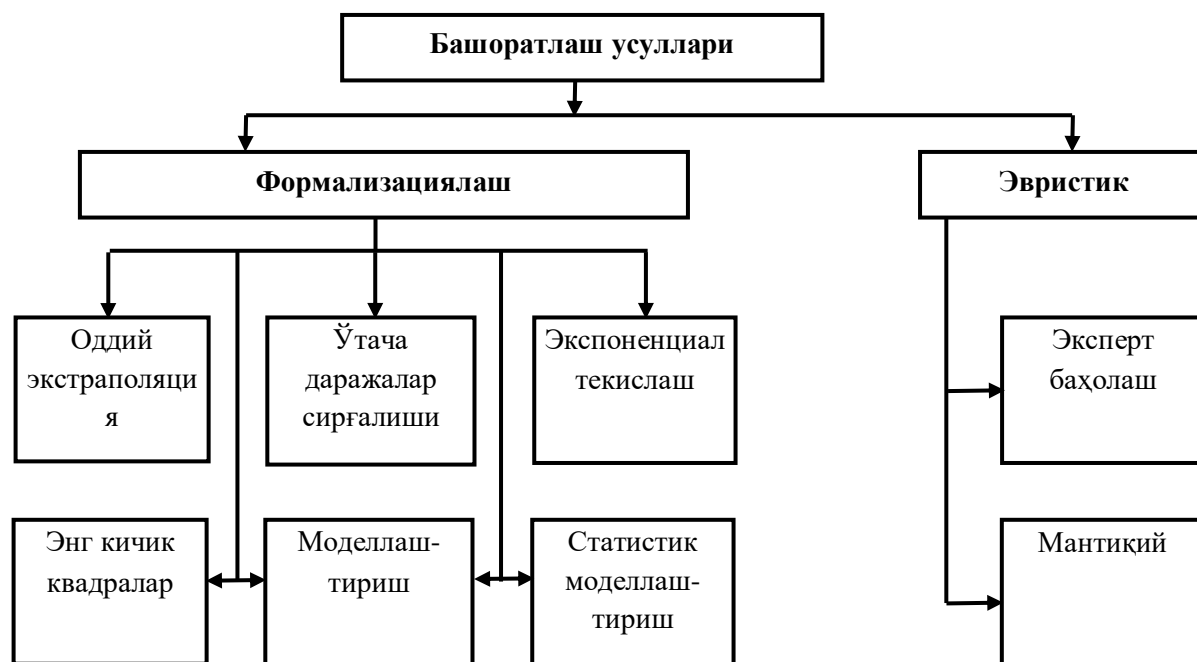 Башоратлаш усуллари
Формализациялаш
Эвристик
Оддий
экстраполяци
я
Ўтача
даражалар
сирғалиши
Экспоненциал
текислаш
Эксперт
баҳолаш
Энг кичик
квадралар
Моделлаш-
тириш
Статистик
моделлаш-
тириш
Мантиқий